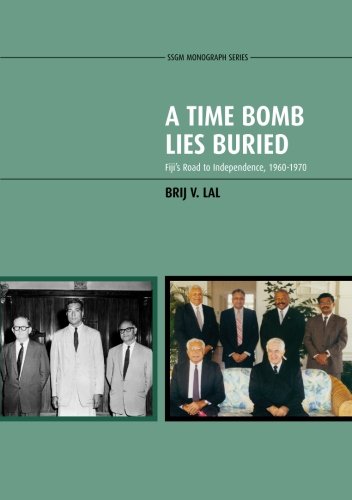 SSGM MONOGRAPH SERIES
A TIME BOMB
LIES BURIED
Fiji's Road to Independence, 1960-1970
BRIJ V. LAL